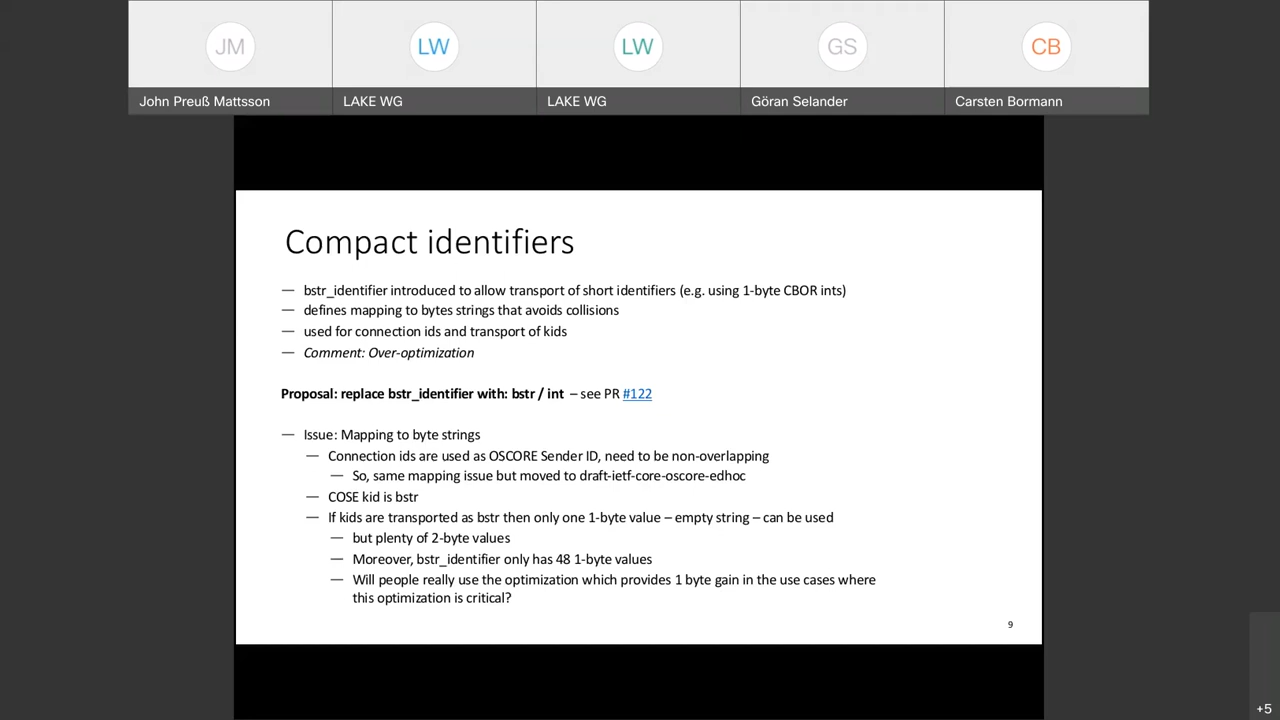 JM
LW
LW
GS
CB
John Preuß Mattsson
LAKE WG
LAKE WG
Göran Selander
Carsten Bormann
Compact identifiers
— bstr_identifier introduced to allow transport of short identifiers (e.g. using 1-byte CBOR ints)
— defines mapping to bytes strings that avoids collisions
— used for connection ids and transport of kids
— Comment: Over-optimization
Proposal: replace bstr_identifier with: bstr / int – see PR #122
— Issue: Mapping to byte strings
— Connection ids are used as OSCORE Sender ID, need to be non-overlapping
— So, same mapping issue but moved to draft-ietf-core-oscore-edhoc
— COSE kid is bstr
— If kids are transported as bstr then only one 1-byte value – empty string – can be used
— but plenty of 2-byte values
— Moreover, bstr_identifier only has 48 1-byte values
— Will people really use the optimization which provides 1 byte gain in the use cases where
this optimization is critical?
9
+5